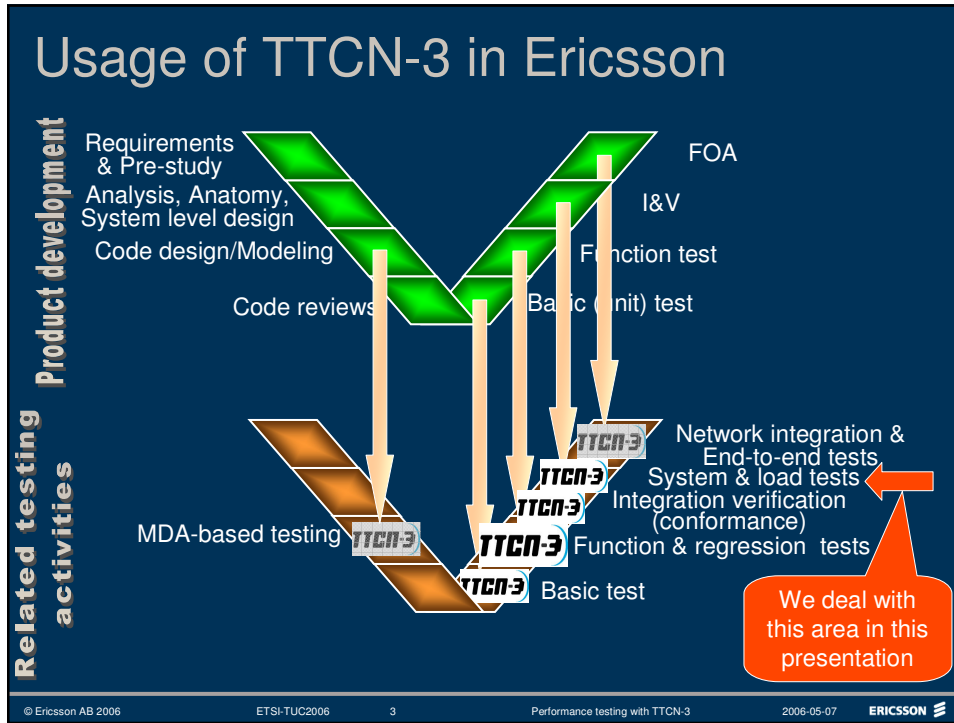 Usage of TTCN-3 in Ericsson
Product development
Requirements
& Pre-study
Analysis, Anatomy,
System level design
Code design/Modeling
Code reviews
FOA
I&V
Function test
Basic (unit) test
Related testing
activities
MDA-based testing
TTCN-3
TTCN-3
Network integration &
End-to-end tests
TTCN-3
System & load tests
TTCN-3
Integration verification
(conformance)
TTCN-3
Function & regression tests
TTCN-3
Basic test
We deal with
this area in this
presentation
© Ericsson AB 2006
ETSI-TUC2006
3
Performance testing with TTCN-3
2006-05-07
ERICSSON